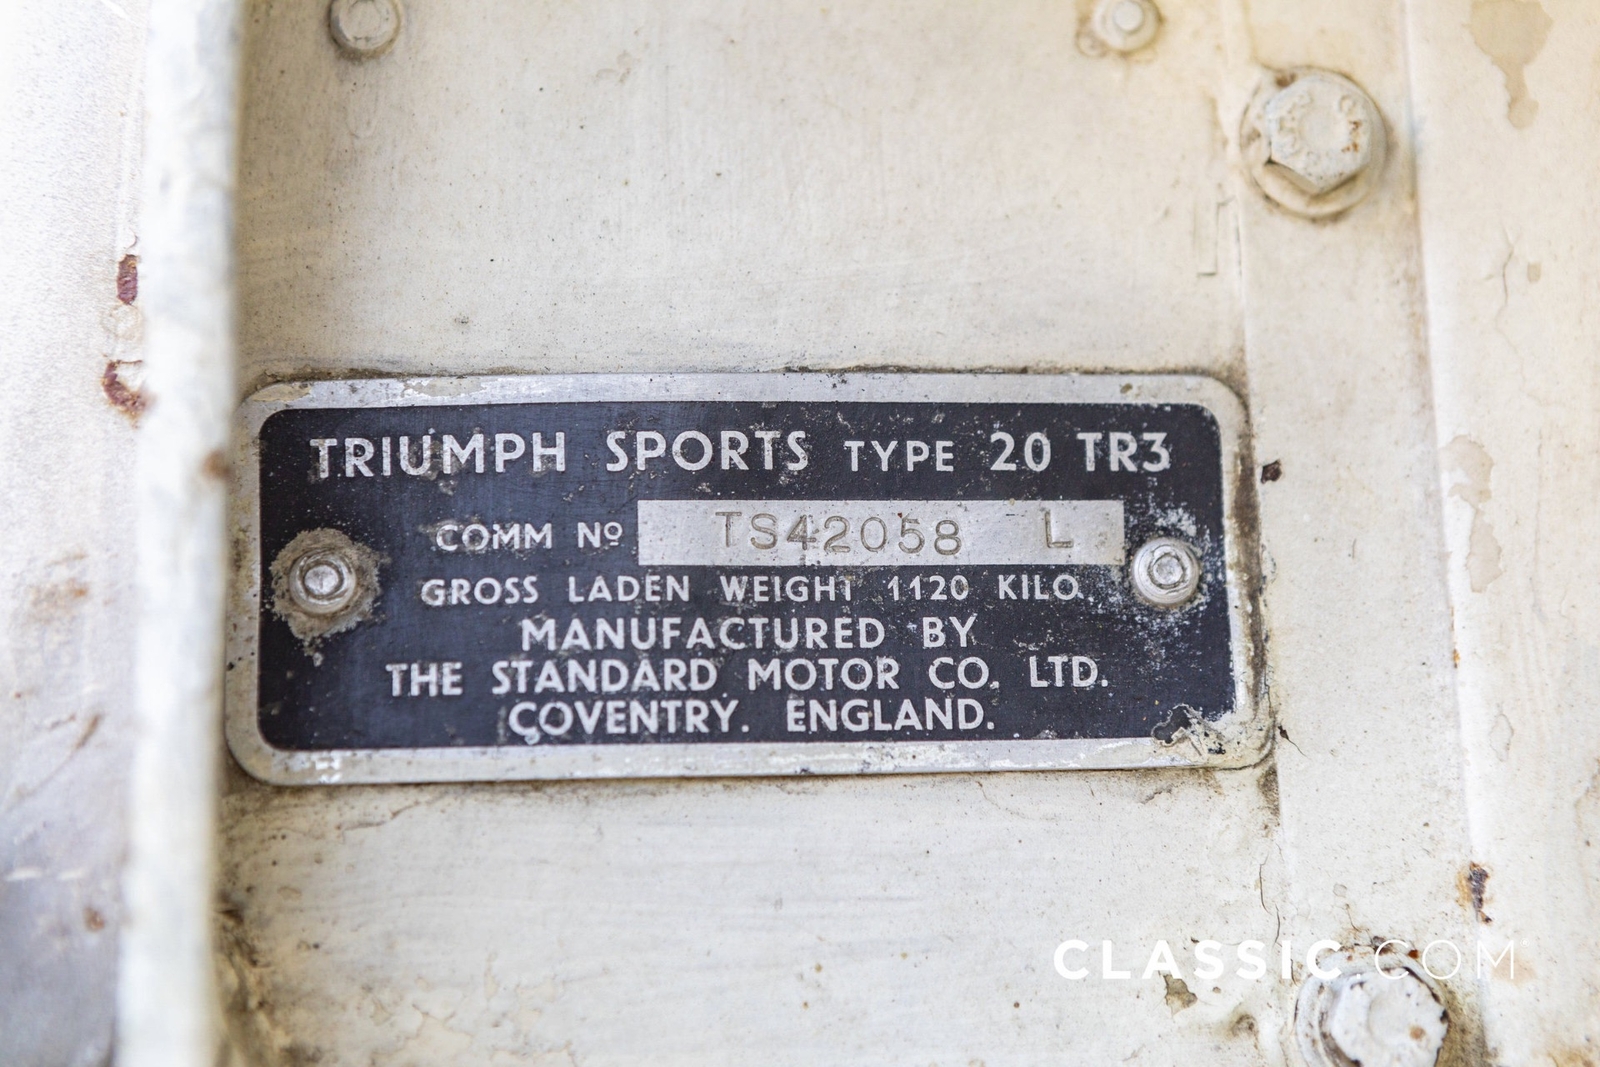 TRIUMPH SPORTS TYPE 20 TR3
COMM Nº TS42058 L
GROSS LADEN WEIGHT 1120 KILO.
MANUFACTURED BY
THE STANDARD MOTOR CO. LTD.
COVENTRY. ENGLAND.
CLASSIC.COM